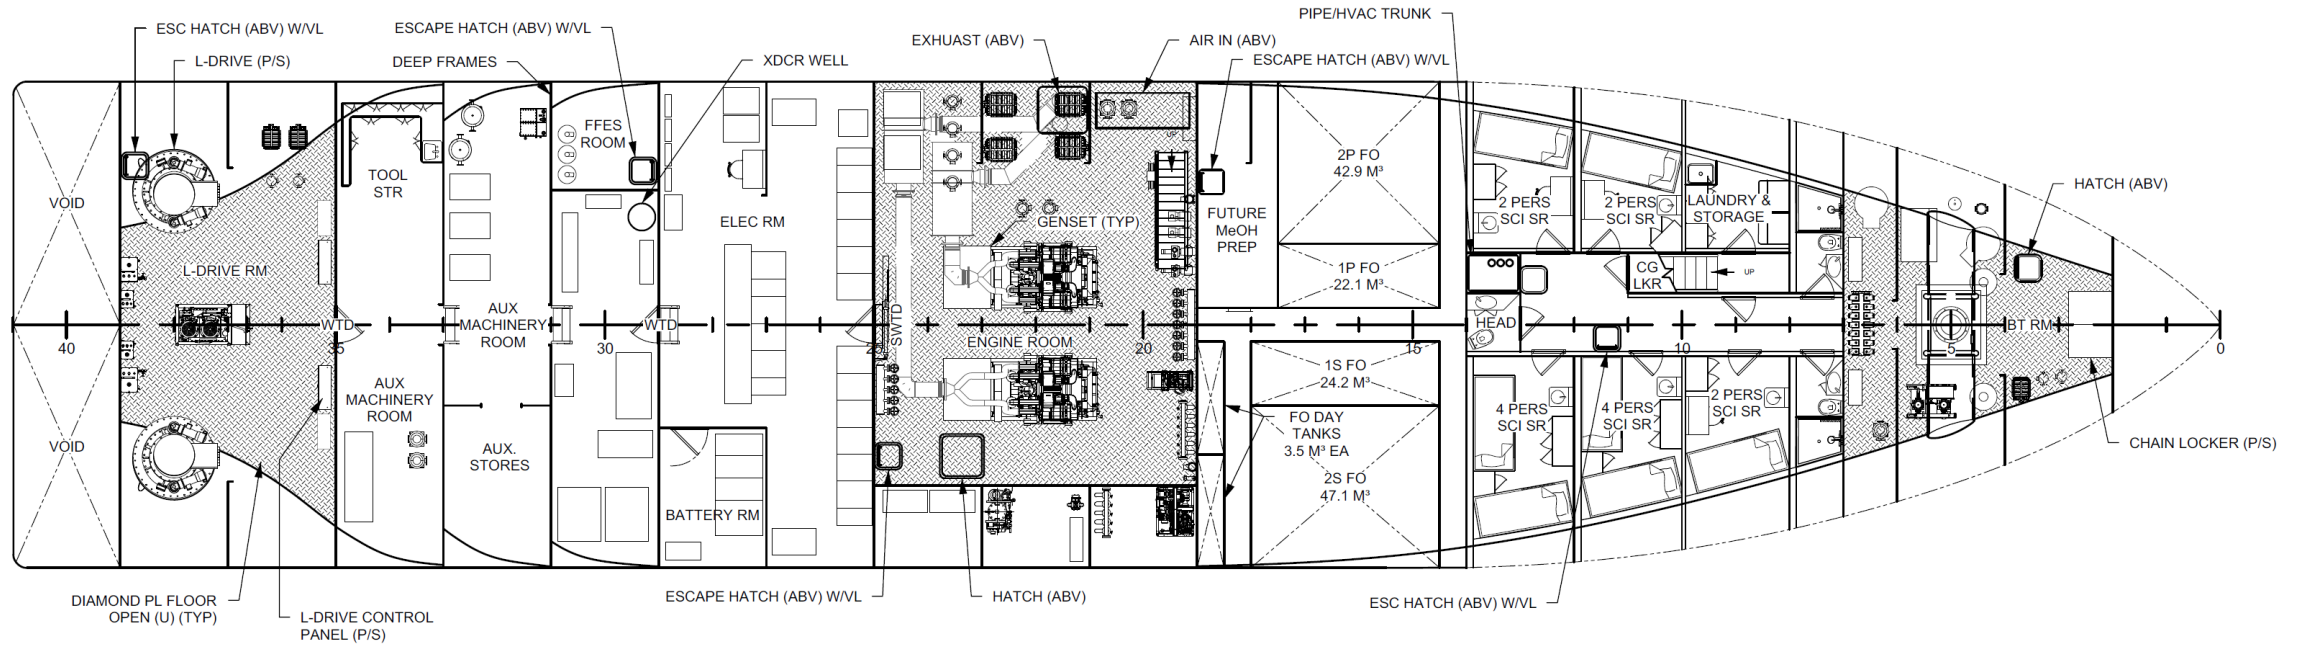 ESC HATCH (ABV) W/VL
L-DRIVE (P/S)
ESCAPE HATCH (ABV) W/VL
DEEP FRAMES
XDCR WELL
EXHUAST (ABV)
AIR IN (ABV)
ESCAPE HATCH (ABV) W/VL
PIPE/HVAC TRUNK
HATCH (ABV)
VOID
L-DRIVE RM
TOOL
STR
FFES
ROOM
ELEC RM
UP
GENSET (TYP)
FUTURE
MeOH
PREP
2P FO
42.9 M³
1P FO
22.1 M³
2 PERS
SCI SR
2 PERS
SCI SR
LAUNDRY &
STORAGE
CG
LKR
UP
WTD
AUX
MACHINERY
ROOM
WTD
SWTD
ENGINE ROOM
HEAD
BT RM
40
35
30
25
20
15
10
5
0
VOID
AUX
MACHINERY
ROOM
AUX.
STORES
BATTERY RM
1S FO
24.2 M³
FO DAY
TANKS
3.5 M³ EA
2S FO
47.1 M³
4 PERS
SCI SR
4 PERS
SCI SR
2 PERS
SCI SR
CHAIN LOCKER (P/S)
DIAMOND PL FLOOR
OPEN (U) (TYP)
L-DRIVE CONTROL
PANEL (P/S)
ESCAPE HATCH (ABV) W/VL
HATCH (ABV)
ESC HATCH (ABV) W/VL